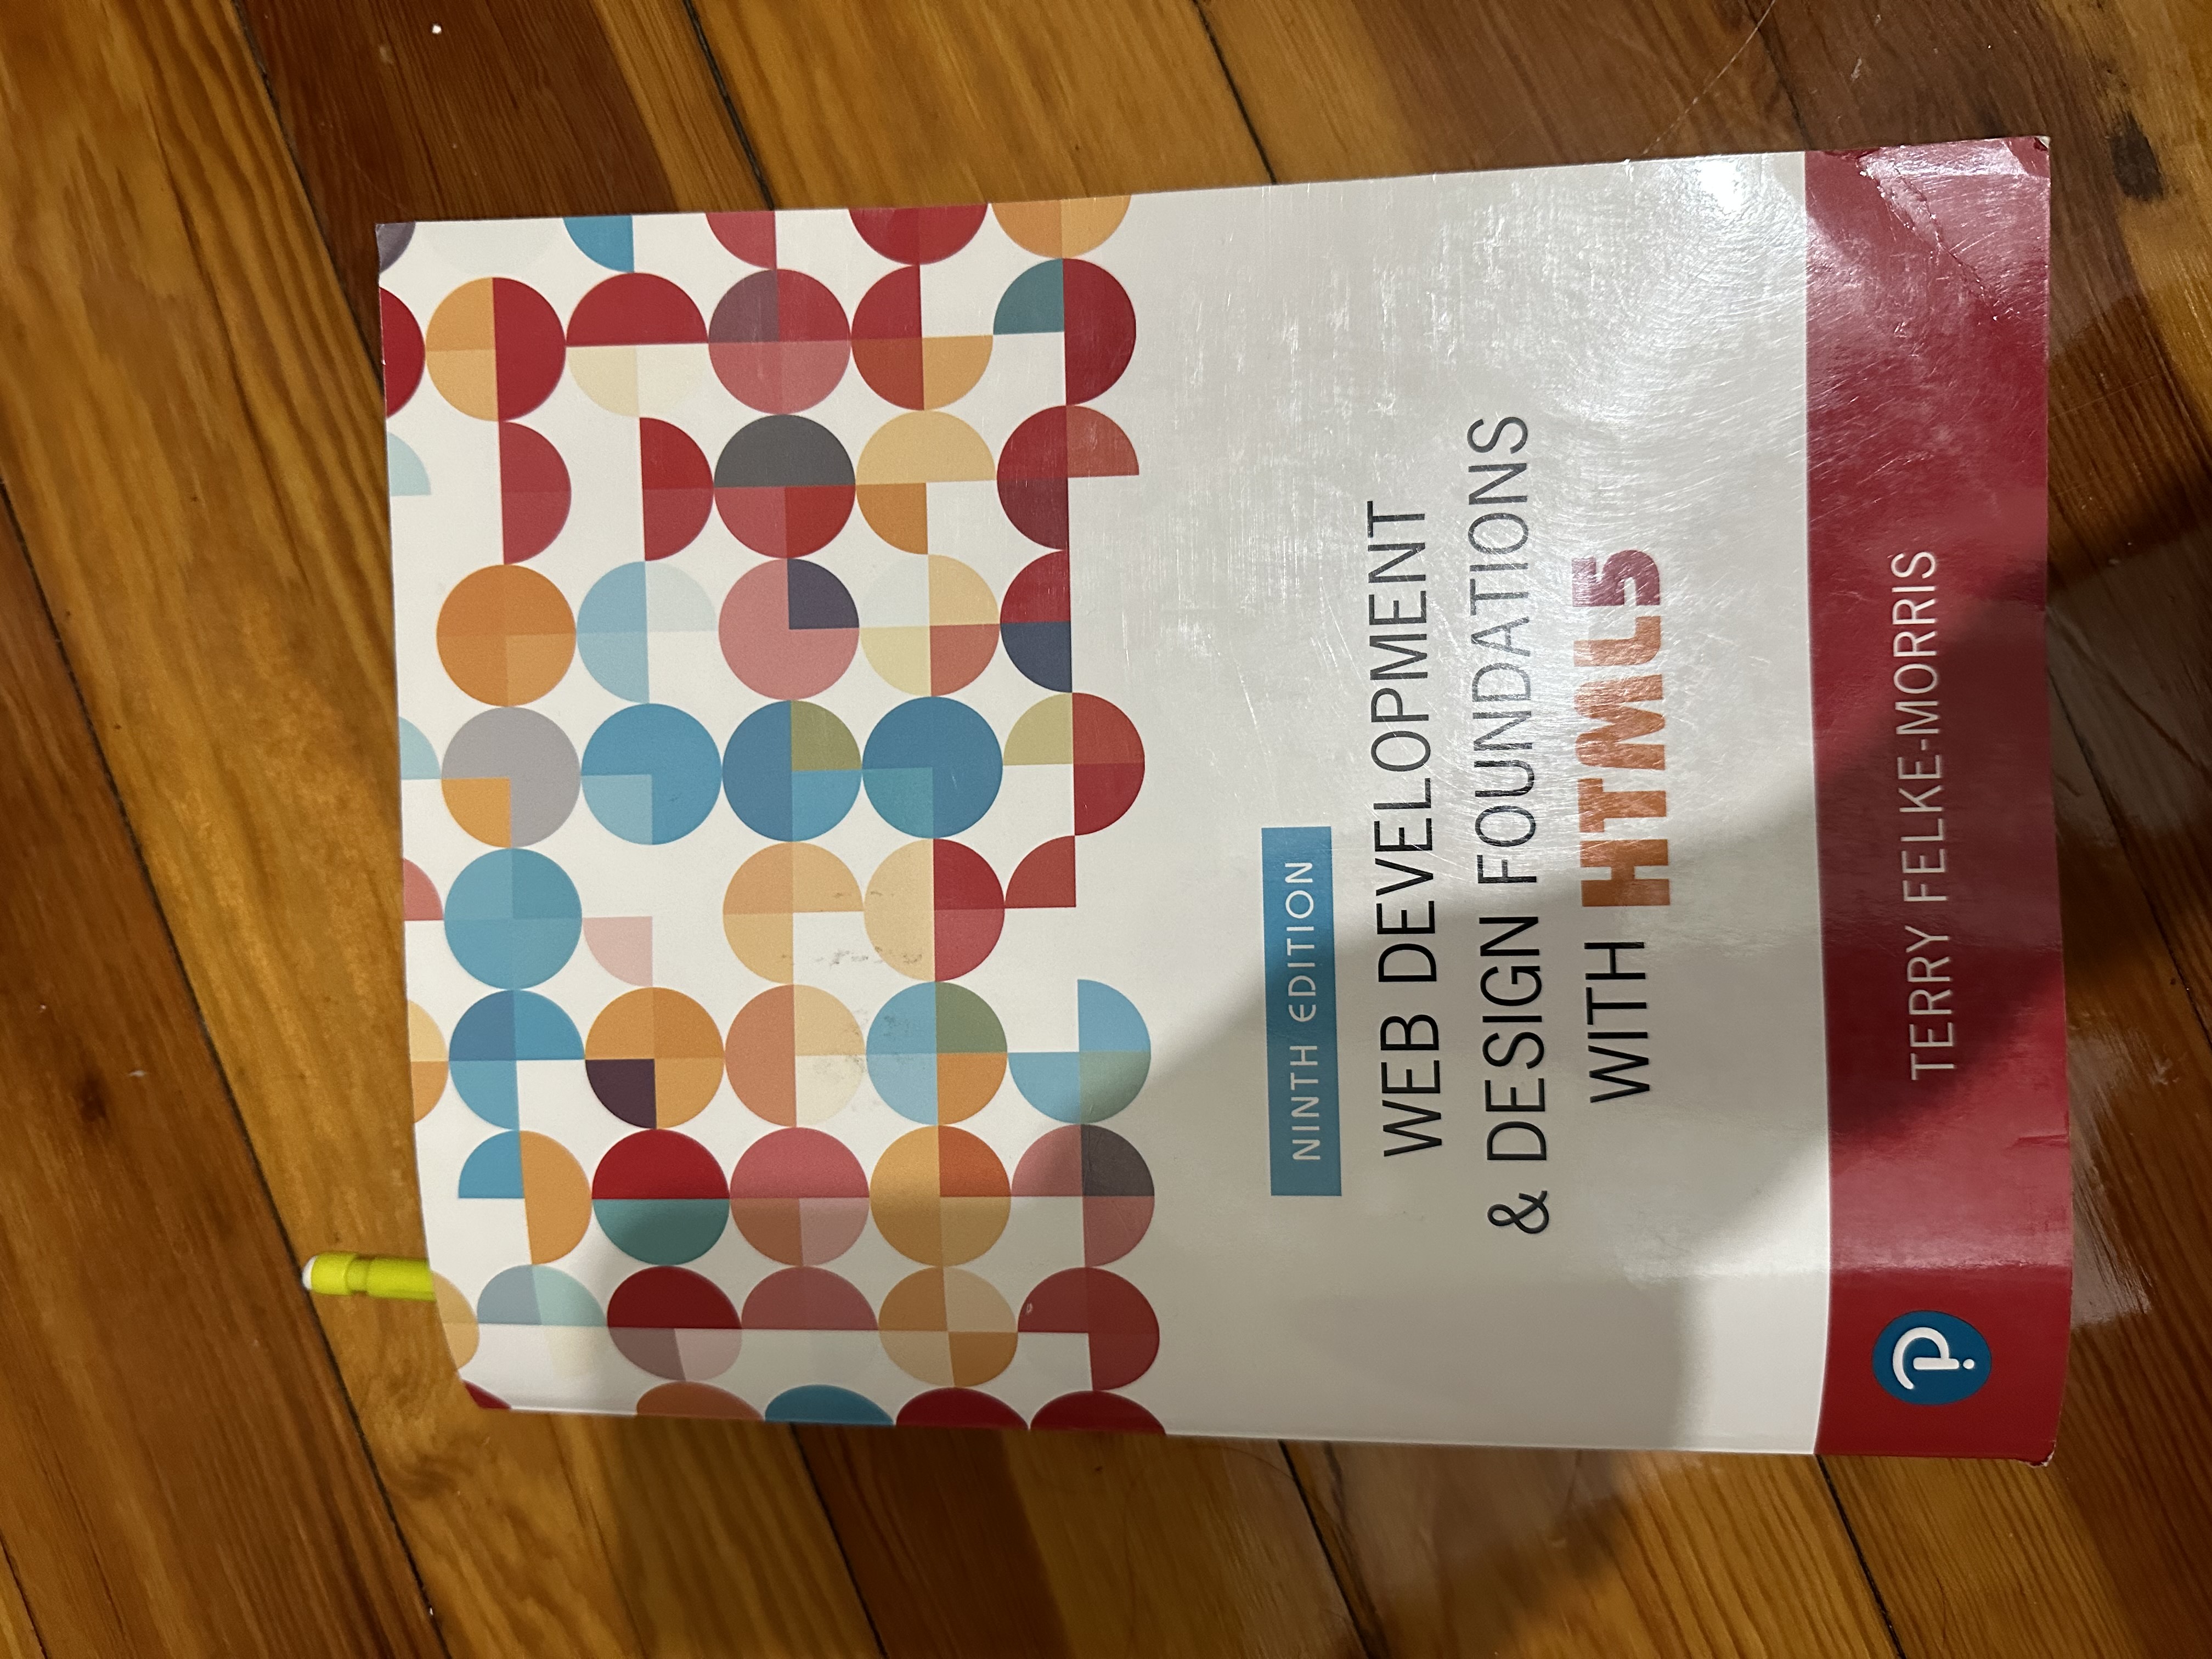 NINTH EDITION
WEB DEVELOPMENT
& DESIGN FOUNDATIONS
WITH HTML5
P
TERRY FELKE-MORRIS